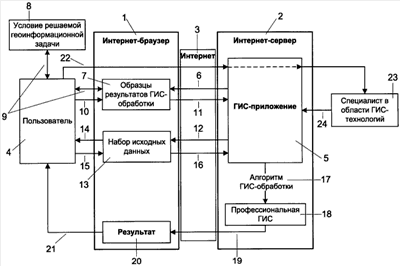 8
1
3
2
Условие решаемой
геоинформационной
задачи
Интернет-браузер
Интернет
Интернет-сервер
22
7
Образцы
результатов ГИС-
обработки
6
23
9
10
11
ГИС-приложение
Специалист в
области ГИС-
технологий
Пользователь
14
Набор исходных
данных
12
24
4
15
13
16
5
Алгоритм
ГИС-обработки
17
Профессиональная
ГИС
18
Результат
21
20
19